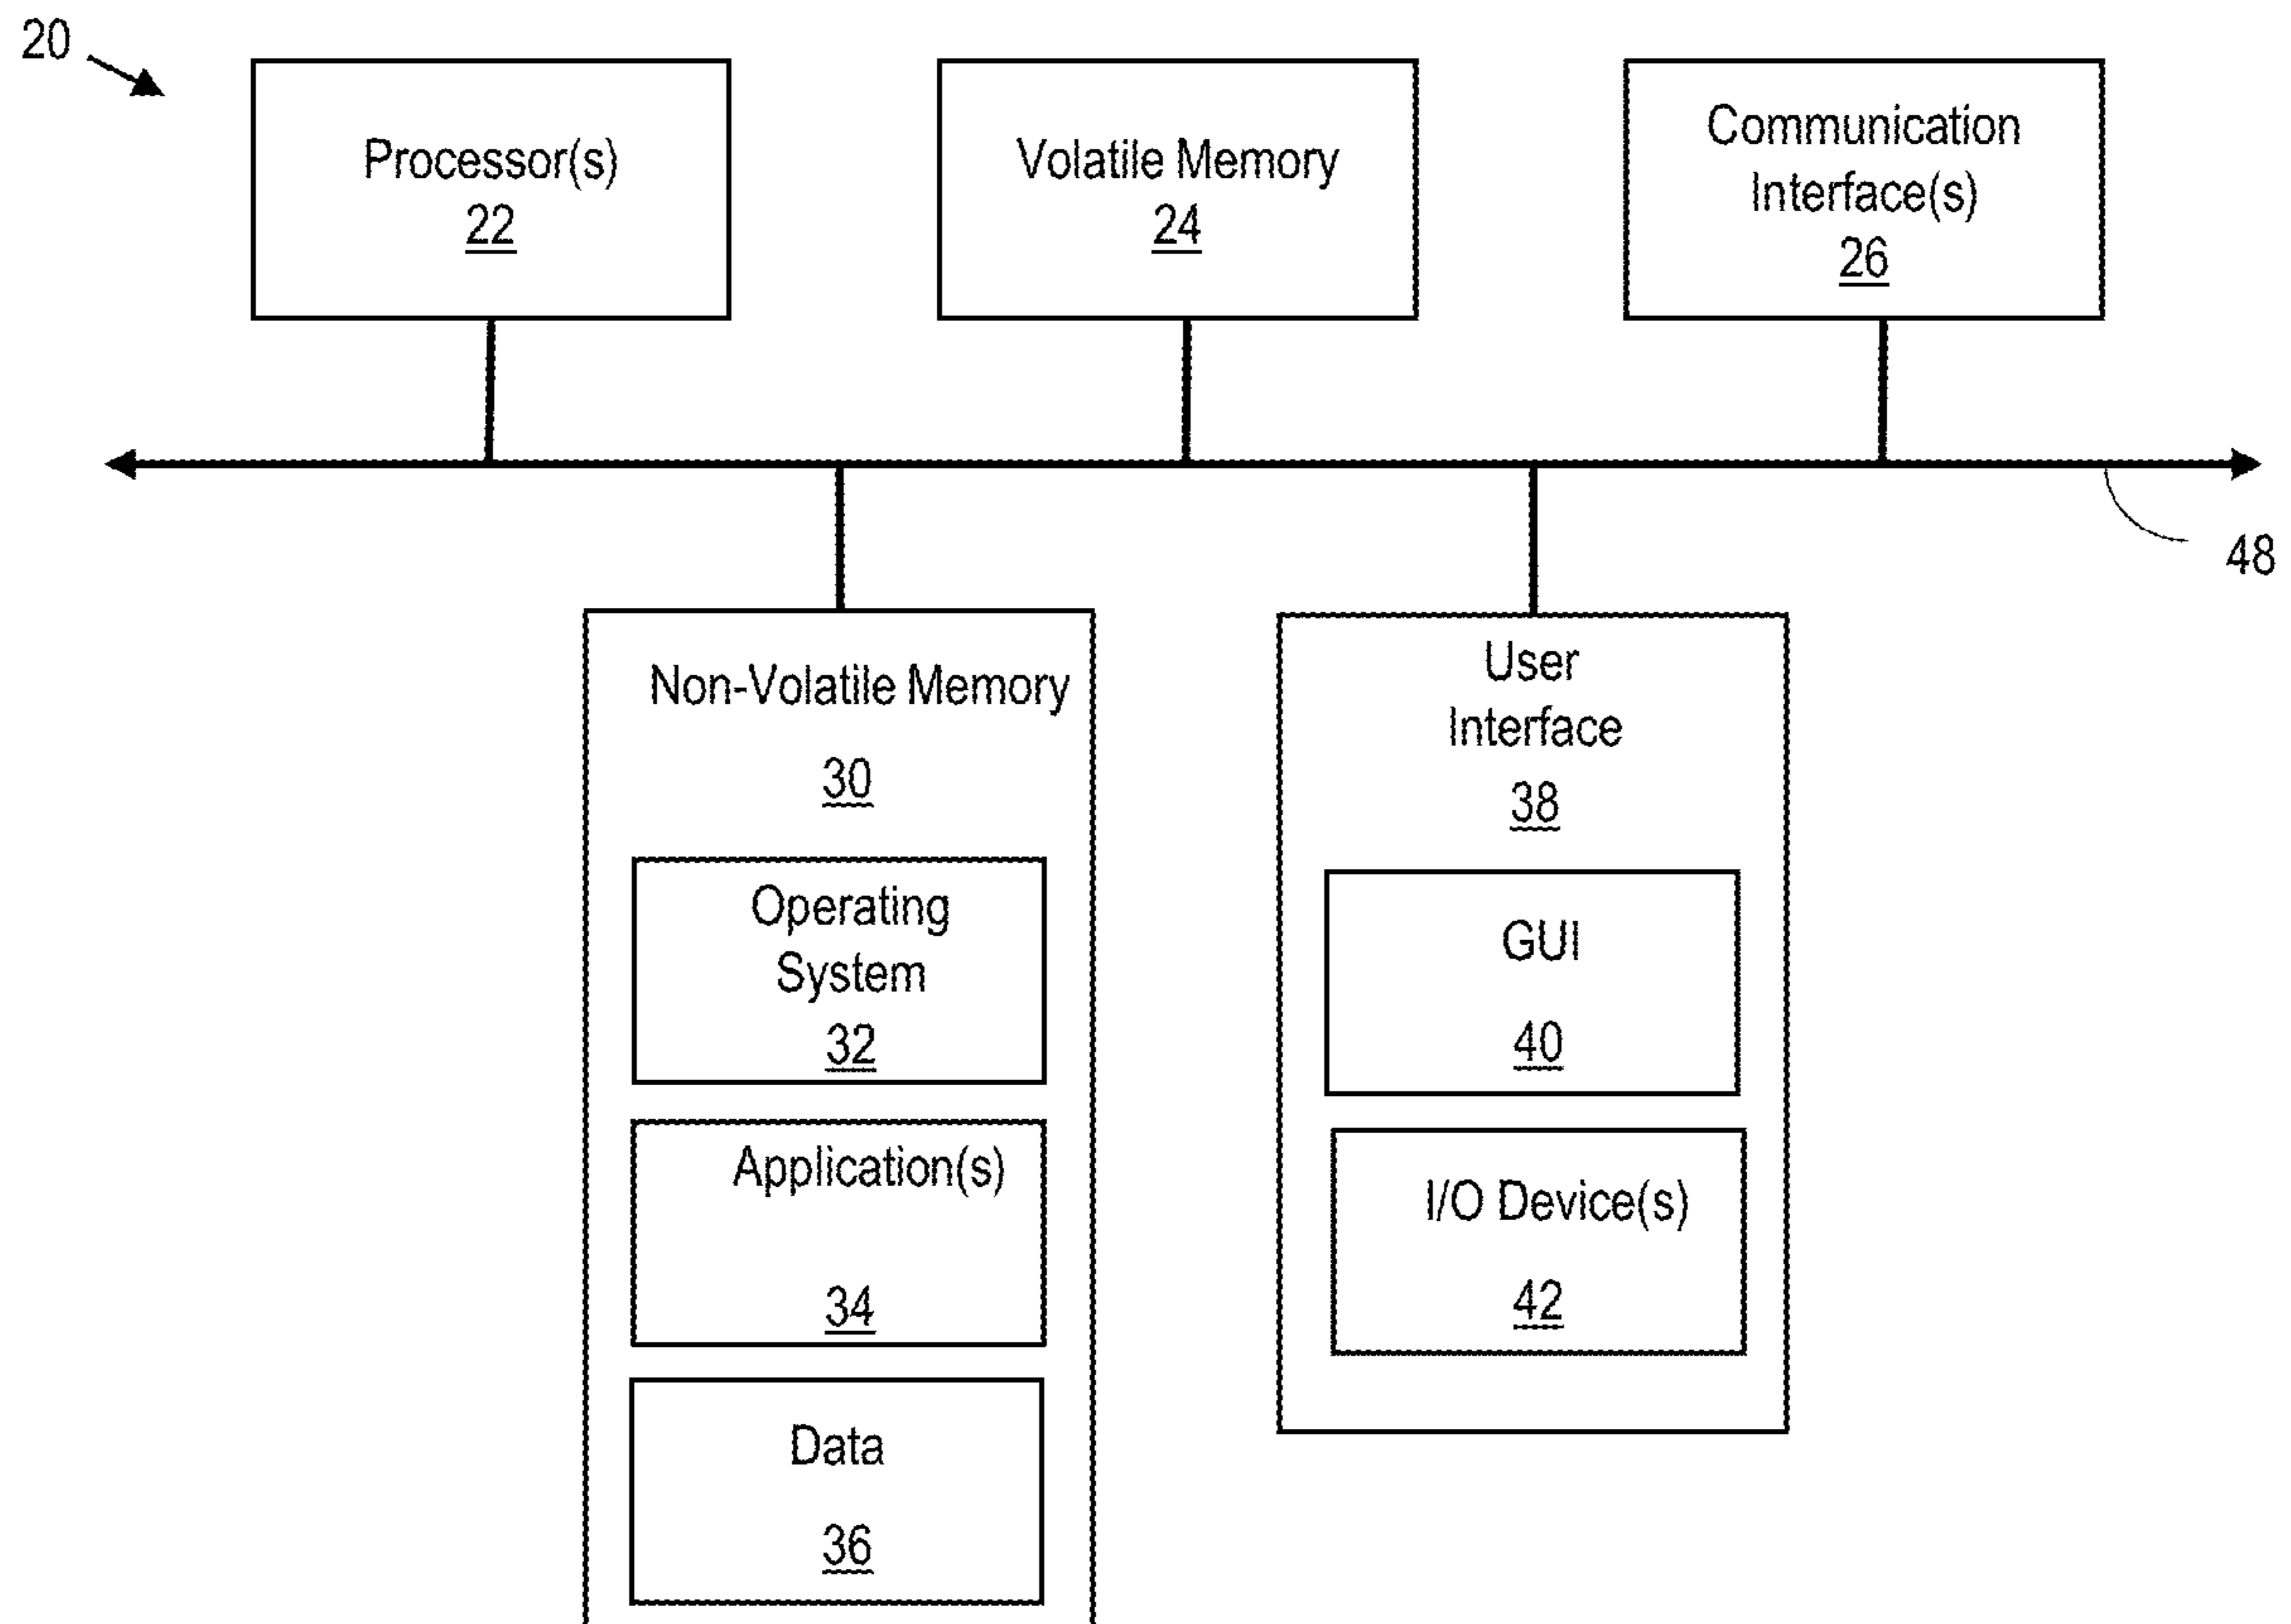 20
Processor(s)
22
Volatile Memory
24
Communication
Interface(s)
26
48
Non-Volatile Memory
30
Operating
System
32
Application(s)
34
Data
36
User
Interface
38
GUI
40
I/O Device(s)
42